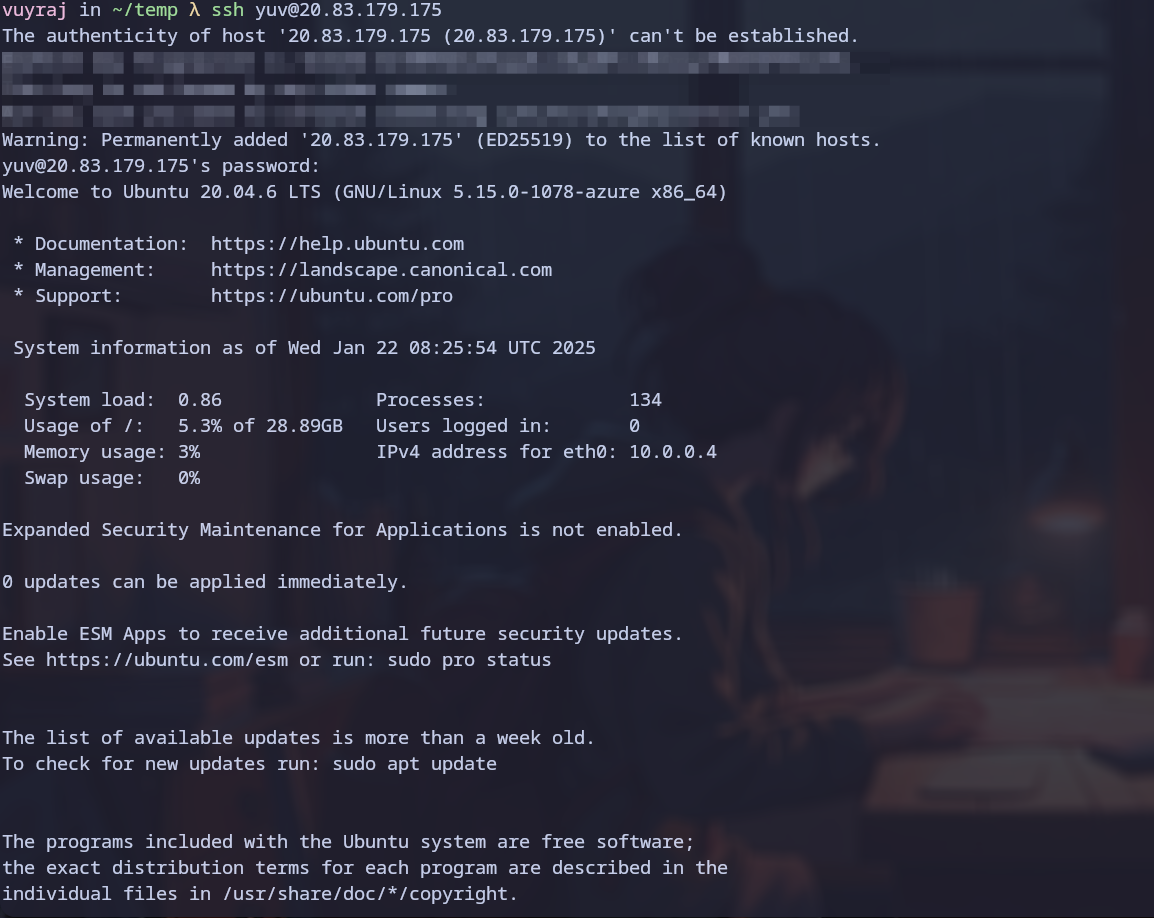 vuyraj in ~/temp λ ssh yuv@20.83.179.175
The authenticity of host '20.83.179.175 (20.83.179.175)' can't be established.
Warning: Permanently added '20.83.179.175' (ED25519) to the list of known hosts.
yuv@20.83.179.175's password:
Welcome to Ubuntu 20.04.6 LTS (GNU/Linux 5.15.0-1078-azure x86_64)
* Documentation:  https://help.ubuntu.com
* Management:     https://landscape.canonical.com
* Support:        https://ubuntu.com/pro
System information as of Wed Jan 22 08:25:54 UTC 2025
System load:  0.86              Processes:             134
Usage of /:   5.3% of 28.89GB   Users logged in:       0
Memory usage: 3%                IPv4 address for eth0: 10.0.0.4
Swap usage:   0%
Expanded Security Maintenance for Applications is not enabled.
0 updates can be applied immediately.
Enable ESM Apps to receive additional future security updates.
See https://ubuntu.com/esm or run: sudo pro status
The list of available updates is more than a week old.
To check for new updates run: sudo apt update
The programs included with the Ubuntu system are free software;
the exact distribution terms for each program are described in the
individual files in /usr/share/doc/*/copyright.